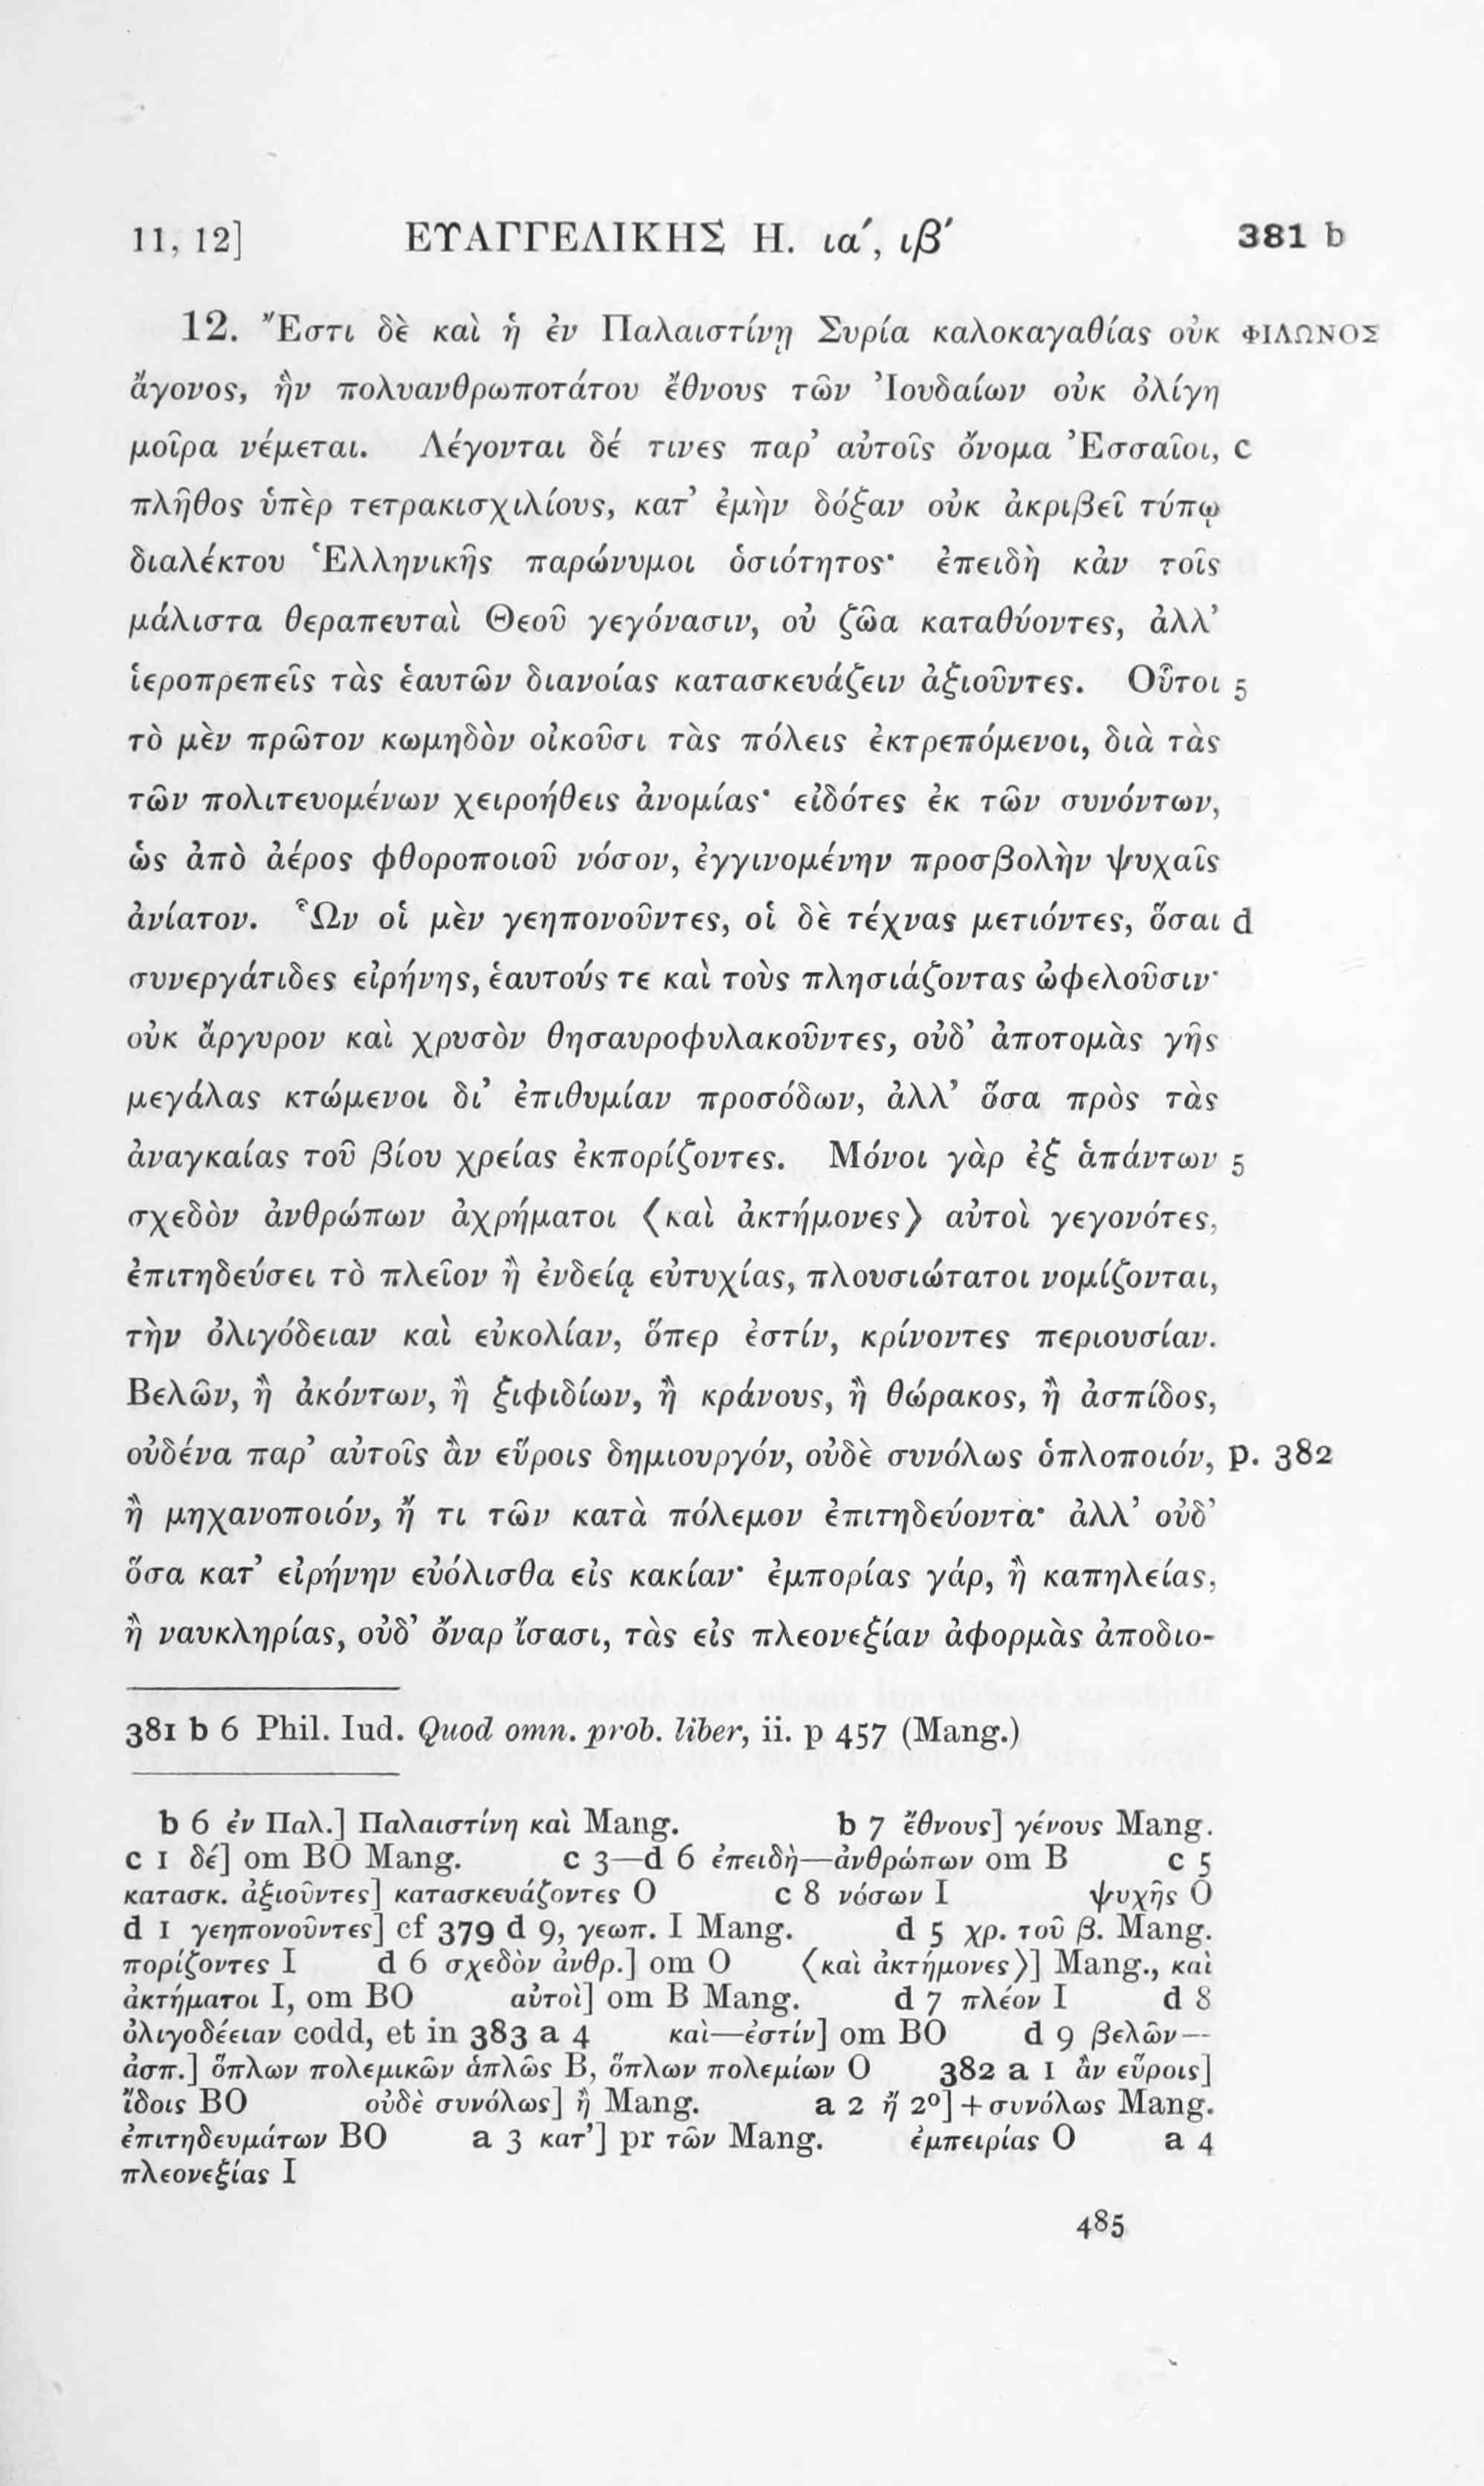 11, 12] ΕΥΑΓΓΕΛΙΚΗΣ Η. ια΄, ιβ΄ 381 b
12. Ἔστι δὲ καὶ ἡ ἐν Παλαιστίνῃ Συρία καλοκαγαθίας οὐκ ΦΙΛΩΝΟΣ
ἄγονος, ἣν πολυανθρωποτάτου ἔθνους τῶν Ἰουδαίων οὐκ ὀλίγη
μοῖρα νέμεται. Λέγονται δέ τινες παρ’ αὐτοῖς ὄνομα Ἐσσαῖοι, c
πλῆθος ὑπὲρ τετρακισχιλίους, κατ’ ἐμὴν δόξαν οὐκ ἀκριβεῖ τύπῳ
διαλέκτου Ἑλληνικῆς παρώνυμοι ὁσιότητος· ἐπειδὴ κἀν τοῖς
μάλιστα θεραπευταὶ Θεοῦ γεγόνασιν, οὐ ζῶα καταθύοντες, ἀλλ’
ἱεροπρεπεῖς τὰς ἑαυτῶν διανοίας κατασκευάζειν ἀξιοῦντες. Οὗτοι 5
τὸ μὲν πρῶτον κωμηδὸν οἰκοῦσι τὰς πόλεις ἐκτρεπόμενοι, διὰ τὰς
τῶν πολιτευομένων χειροήθεις ἀνομίας· εἰδότες ἐκ τῶν συνόντων,
ὡς ἀπὸ ἀέρος φθοροποιοῦ νόσον, ἐγγινομένην προσβολὴν ψυχαῖς
ἀνίατον. Ὧν οἱ μὲν γεηπονοῦντες, οἱ δὲ τέχνας μετιόντες, ὅσαι d
συνεργάτιδες εἰρήνης, ἑαυτούς τε καὶ τοὺς πλησιάζοντας ὠφελοῦσιν·
οὐκ ἄργυρον καὶ χρυσὸν θησαυροφυλακοῦντες, οὐδ’ ἀποτομὰς γῆς
μεγάλας κτώμενοι δι’ ἐπιθυμίαν προσόδων, ἀλλ’ ὅσα πρὸς τὰς
ἀναγκαίας τοῦ βίου χρείας ἐκπορίζοντες. Μόνοι γὰρ ἐξ ἁπάντων 5
σχεδὸν ἀνθρώπων ἀχρήματοι ⟨καὶ ἀκτήμονες⟩ αὐτοὶ γεγονότες,
ἐπιτηδεύσει τὸ πλεῖον ἢ ἐνδείᾳ εὐτυχίας, πλουσιώτατοι νομίζονται,
τὴν ὀλιγόδειαν καὶ εὐκολίαν, ὅπερ ἐστίν, κρίνοντες περιουσίαν.
Βελῶν, ἢ ἀκόντων, ἢ ξιφιδίων, ἢ κράνους, ἢ θώρακος, ἢ ἀσπίδος,
οὐδένα παρ’ αὐτοῖς ἂν εὕροις δημιουργόν, οὐδὲ συνόλως ὁπλοποιόν, p. 382
ἢ μηχανοποιόν, ἤ τι τῶν κατὰ πόλεμον ἐπιτηδεύοντα· ἀλλ’ οὐδ’
ὅσα κατ’ εἰρήνην εὐόλισθα εἰς κακίαν· ἐμπορίας γάρ, ἢ καπηλείας,
ἢ ναυκληρίας, οὐδ’ ὄναρ ἴσασι, τὰς εἰς πλεονεξίαν ἀφορμὰς ἀποδιο-
381 b 6 Phil. Iud. Quod omn. prob. liber, ii. p 457 (Mang.)
b 6 ἐν Παλ.] Παλαιστίνη καὶ Mang. b 7 ἔθνους] γένους Mang.
c 1 δέ] om BO Mang. c 3—d 6 ἐπειδὴ—ἀνθρώπων om B c 5
κατασκ. ἀξιοῦντες] κατασκευάζοντες O c 8 νόσων I ψυχῆς O
d 1 γεηπονοῦντες] cf 379 d 9, γεωπ. I Mang. d 5 χρ. τοῦ β. Mang.
πορίζοντες I d 6 σχεδὸν ἀνθρ.] om O ⟨καὶ ἀκτήμονες⟩] Mang., καὶ
ἀκτήματοι I, om BO αὐτοὶ] om B Mang. d 7 πλέον I d 8
ὀλιγοδέειαν codd, et in 383 a 4 καὶ—ἐστίν] om BO d 9 βελῶν—
ἀσπ.] ὅπλων πολεμικῶν ἁπλῶς B, ὅπλων πολεμίων O 382 a 1 ἂν εὕροις]
ἴδοις BO οὐδὲ συνόλως] ἢ Mang. a 2 ἤ 2º] + συνόλως Mang.
ἐπιτηδευμάτων BO a 3 κατ’] pr τῶν Mang. ἐμπειρίας O a 4
πλεονεξίας I
485